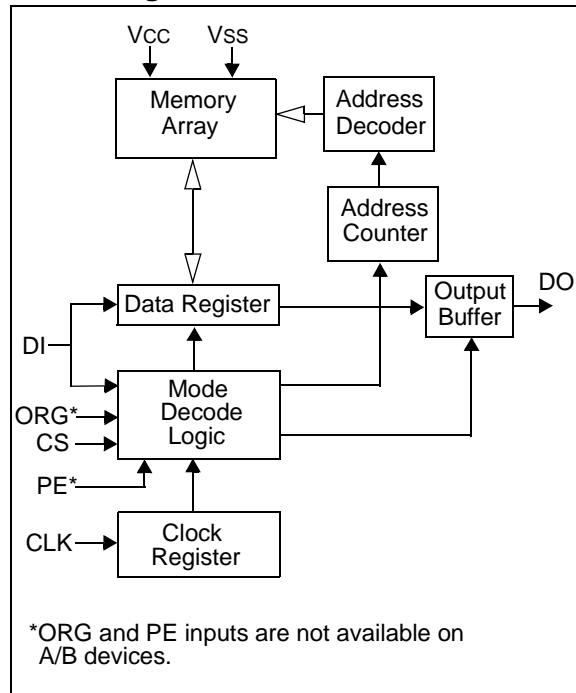 VCC VSS
Memory
Array
Address
Decoder
Address
Counter
Data Register
Output
Buffer
DO
DI
Mode
Decode
Logic
ORG*
CS
PE*
CLK
Clock
Register
*ORG and PE inputs are not available on
A/B devices.